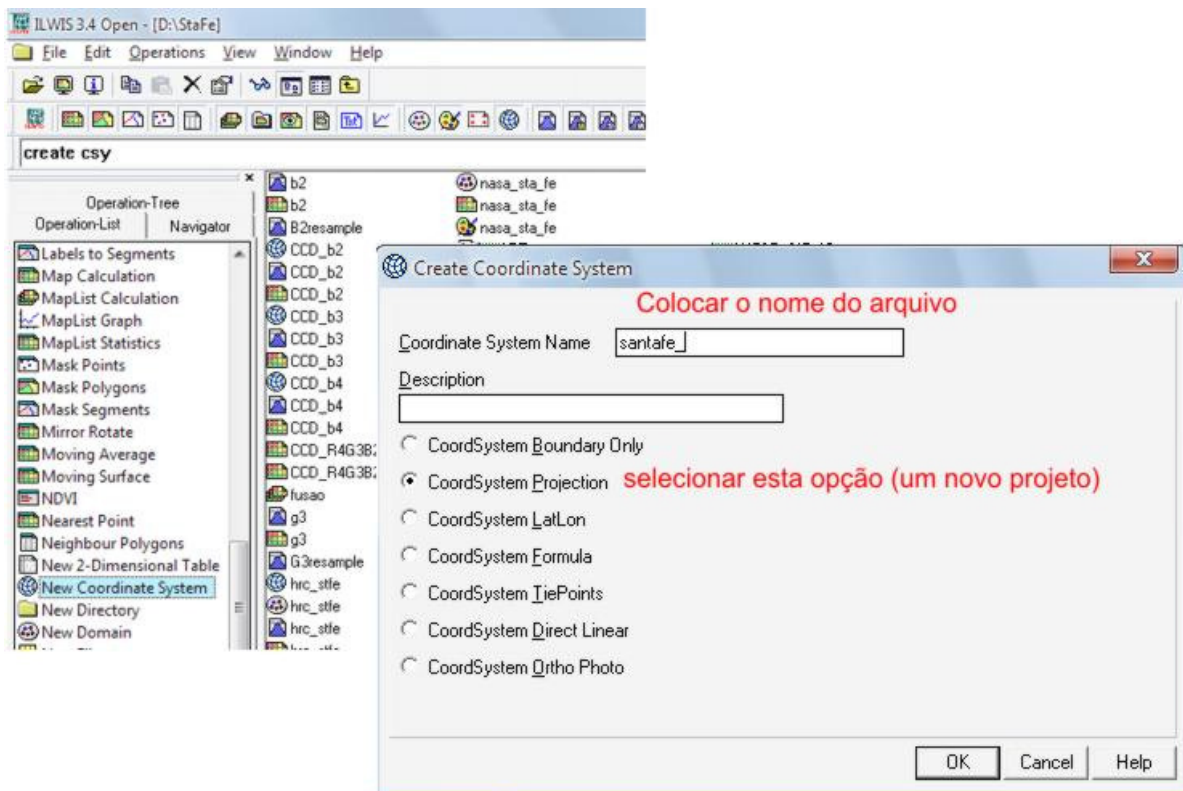 ILWIS 3.4 Open - [D:\StaFe]
File Edit Operations View Window Help
create csy
Operation-Tree
Operation-List Navigator
Labels to Segments
Map Calculation
MapList Calculation
MapList Graph
MapList Statistics
Mask Points
Mask Polygons
Mask Segments
Mirror Rotate
Moving Average
Moving Surface
NDVI
Nearest Point
Neighbour Polygons
New 2-Dimensional Table
New Coordinate System
New Directory
New Domain
b2
b2
B2resample
CCD_b2
CCD_b2
CCD_b2
CCD_b3
CCD_b3
CCD_b3
CCD_b4
CCD_b4
CCD_b4
CCD_R4G3B2
CCD_R4G3B2
fusao
g3
g3
G3resample
hrc_stfe
hrc_stfe
hrc_stfe
nasa_sta_fe
nasa_sta_fe
nasa_sta_fe
Create Coordinate System
Colocar o nome do arquivo
Coordinate System Name santafe_
Description
CoordSystem Boundary Only
CoordSystem Projection selecionar esta opção (um novo projeto)
CoordSystem LatLon
CoordSystem Formula
CoordSystem TiePoints
CoordSystem Direct Linear
CoordSystem Ortho Photo
OK Cancel Help